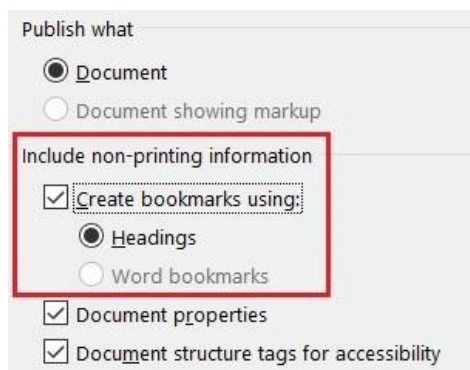 Publish what
Document
Document showing markup
Include non-printing information
Create bookmarks using:
Headings
Word bookmarks
Document properties
Document structure tags for accessibility